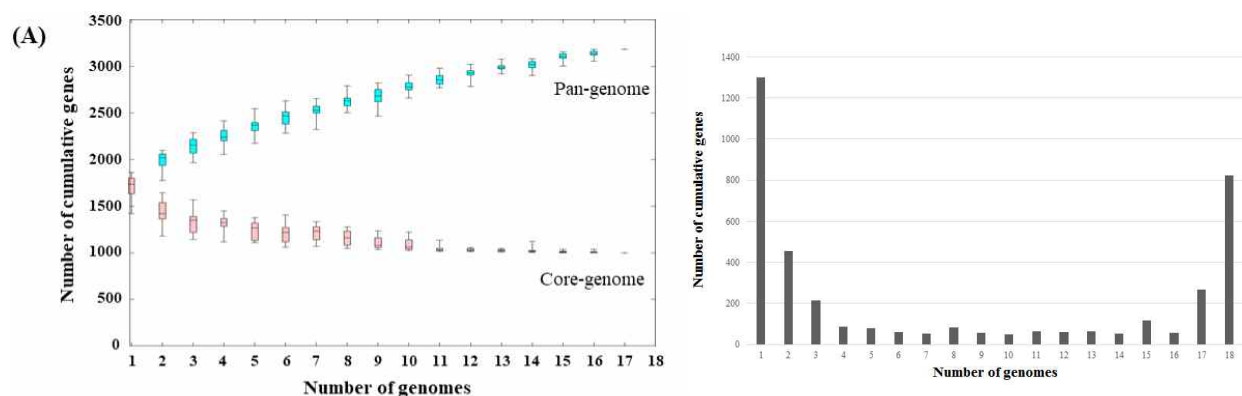 (A)
Number of cumulative genes
3500
3000
2500
2000
1500
1000
500
0
Pan-genome
Core-genome
1 2 3 4 5 6 7 8 9 10 11 12 13 14 15 16 17 18
Number of genomes
Number of cumulative genes
1400
1200
1000
800
600
400
200
0
1 2 3 4 5 6 7 8 9 10 11 12 13 14 15 16 17 18
Number of genomes